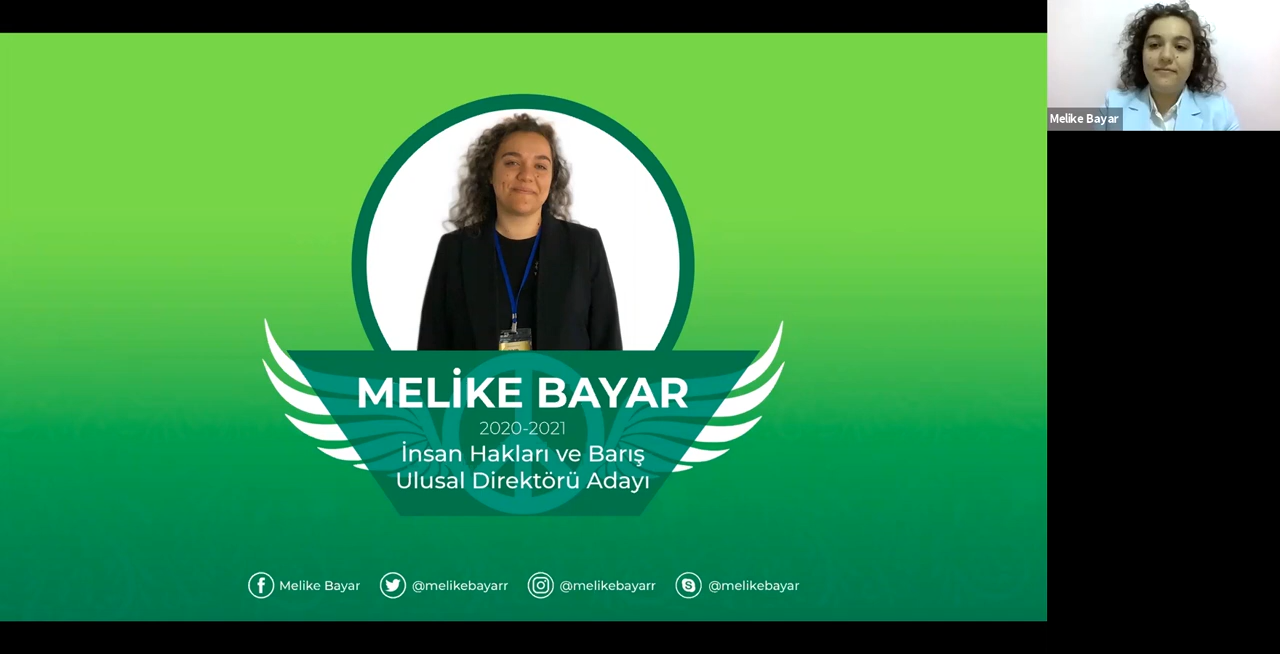 MELİKE BAYAR
2020-2021
İnsan Hakları ve Barış
Ulusal Direktörü Adayı
Melike Bayar
@melikebayarr
@melikebayarr
@melikebayar
Melike Bayar